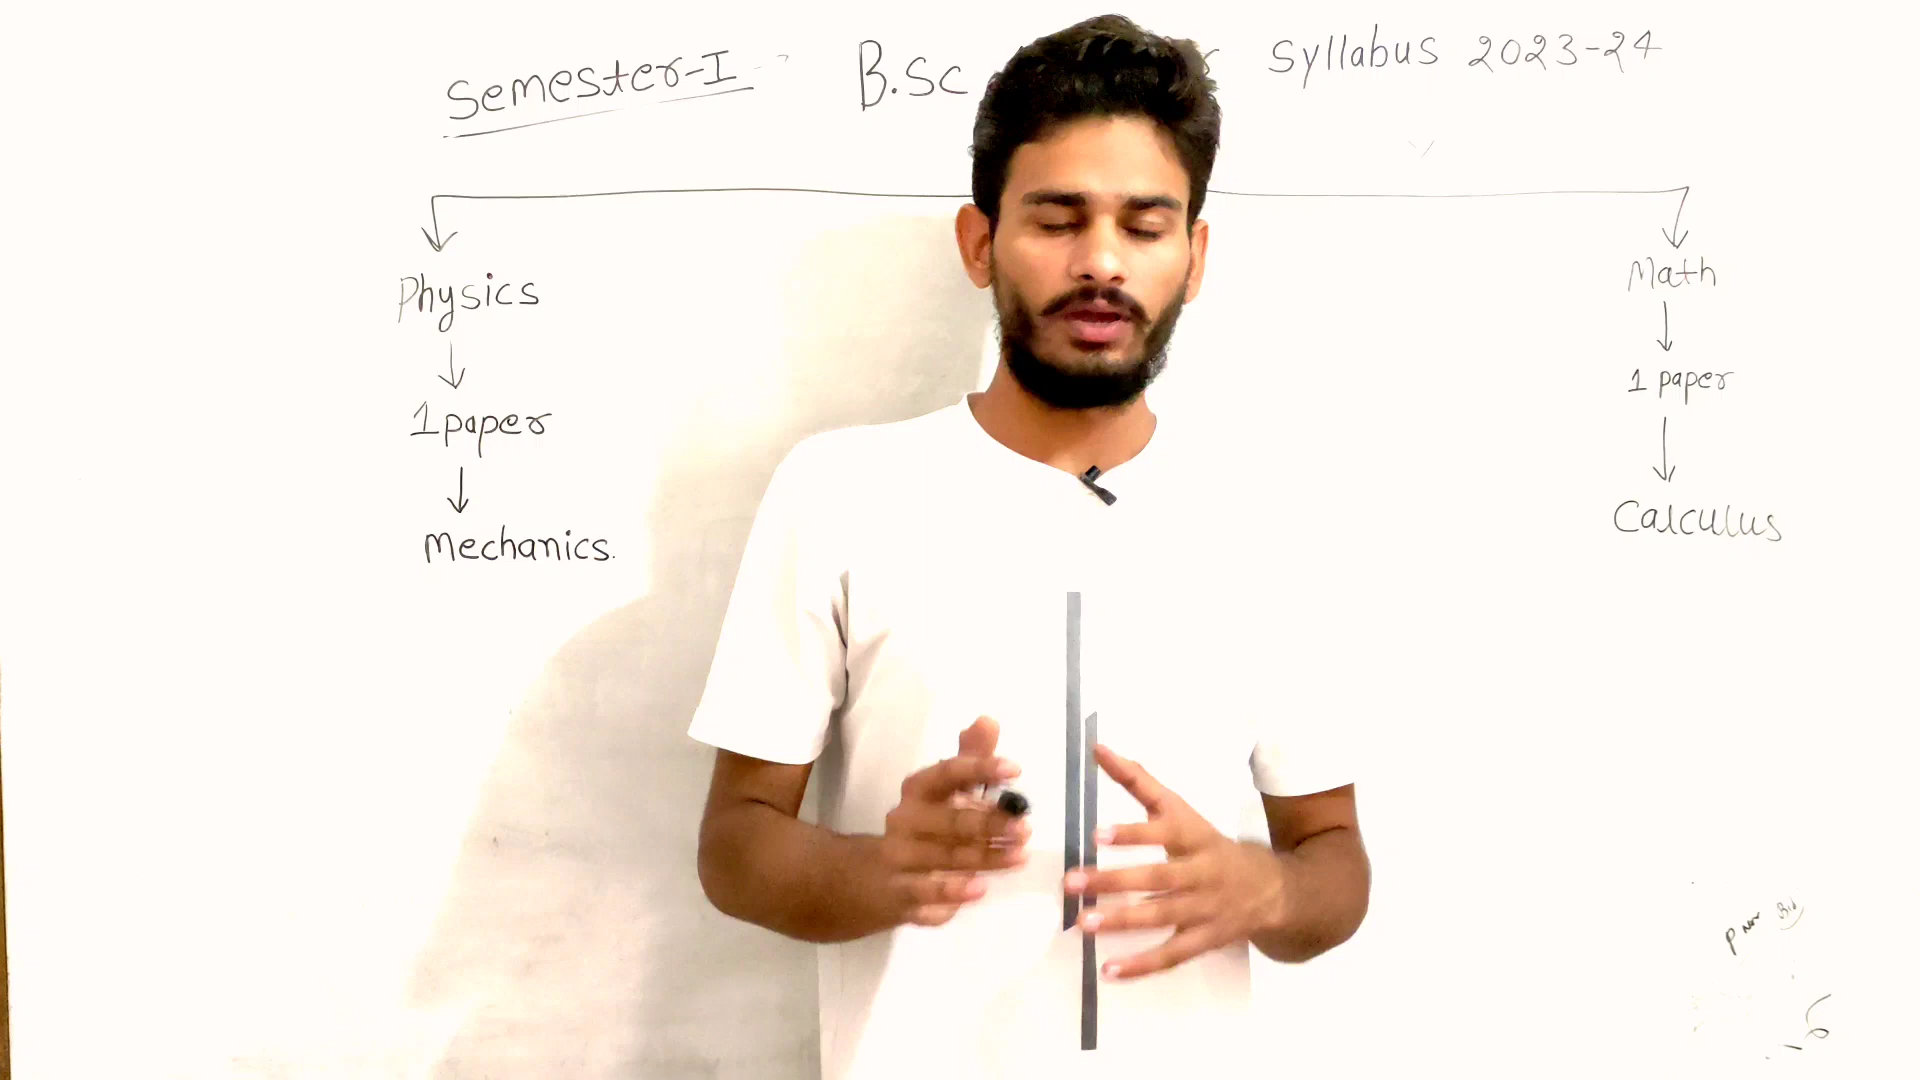 Semester-I B.Sc Syllabus 2023-24
Physics
1 paper
Mechanics.
Math
1 paper
Calculus